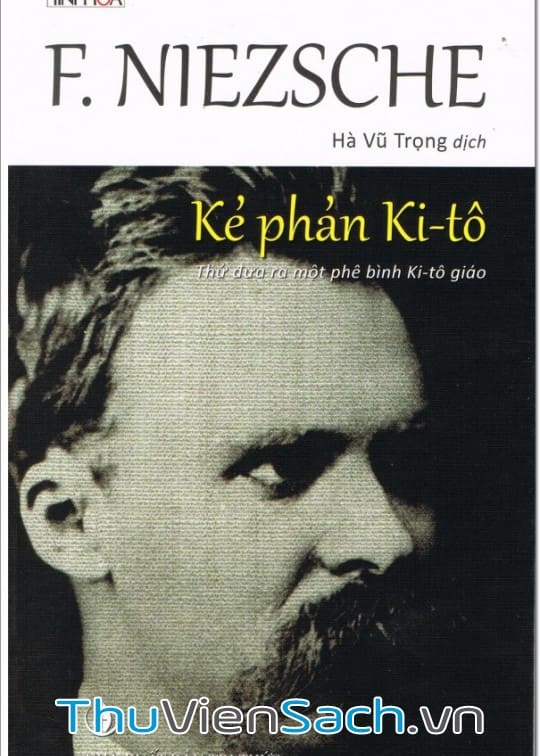 F. NIEZSCHE
Hà Vũ Trọng dịch
Kẻ phản Ki-tô
Thử đưa ra một phê bình Ki-tô giáo
ThuVienSach.vn